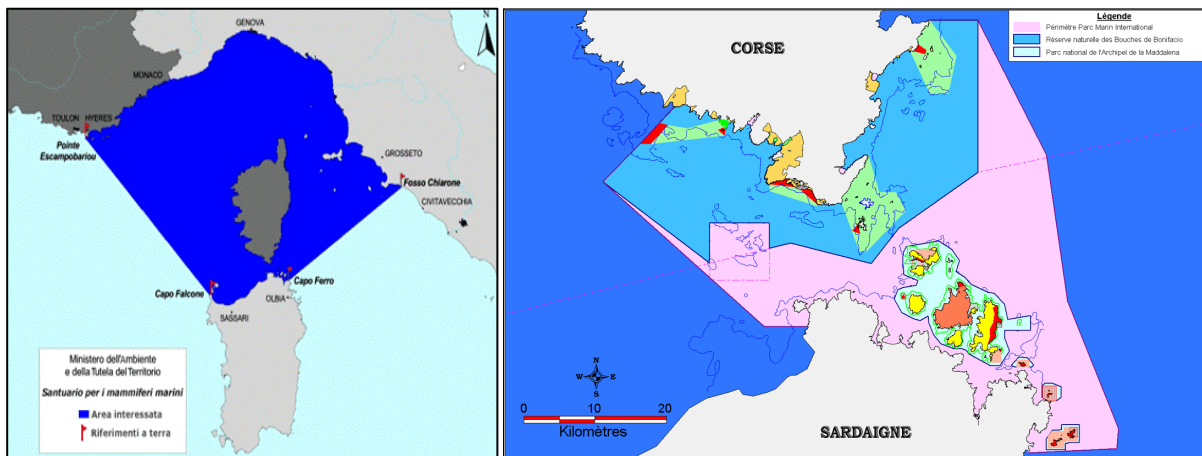 N
GENOVA
MONACO
TOULON HYERES
Pointe
Escampobariou
GROSSETO
Fosso Chiarone
CIVITAVECCHIA
Capo Ferro
Capo Falcone
OLBIA
SASSARI
Ministero dell'Ambiente
e della Tutela del Territorio
Santuario per i mammiferi marini
Area interessata
Riferimenti a terra
Légende
Périmètre Parc Marin International
Réserve naturelle des Bouches de Bonifacio
Parc national de l'Archipel de la Maddalena
CORSE
N
W E
S
0 10 20
Kilomètres
SARDAIGNE